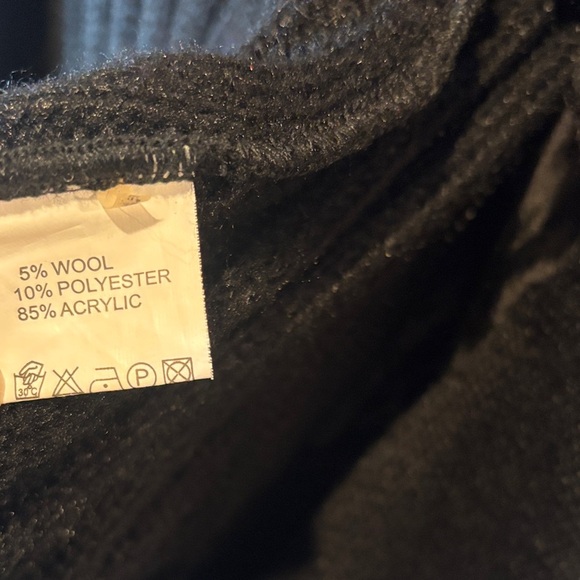 5% WOOL
10% POLYESTER
85% ACRYLIC
30°C P